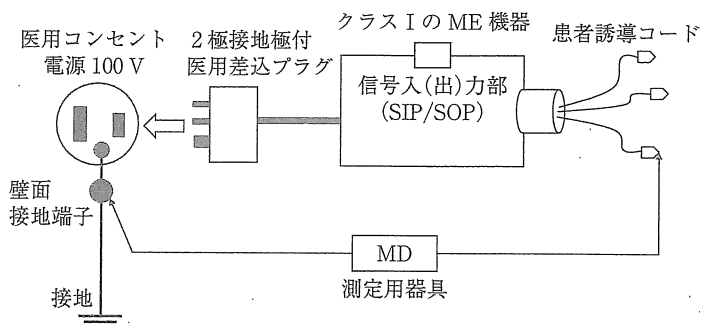 医用コンセント
電源 100 V
2極接地極付
医用差込プラグ
クラス I の ME 機器
信号入(出)力部
(SIP/SOP)
患者誘導コード
壁面
接地端子
MD
測定用器具
接地